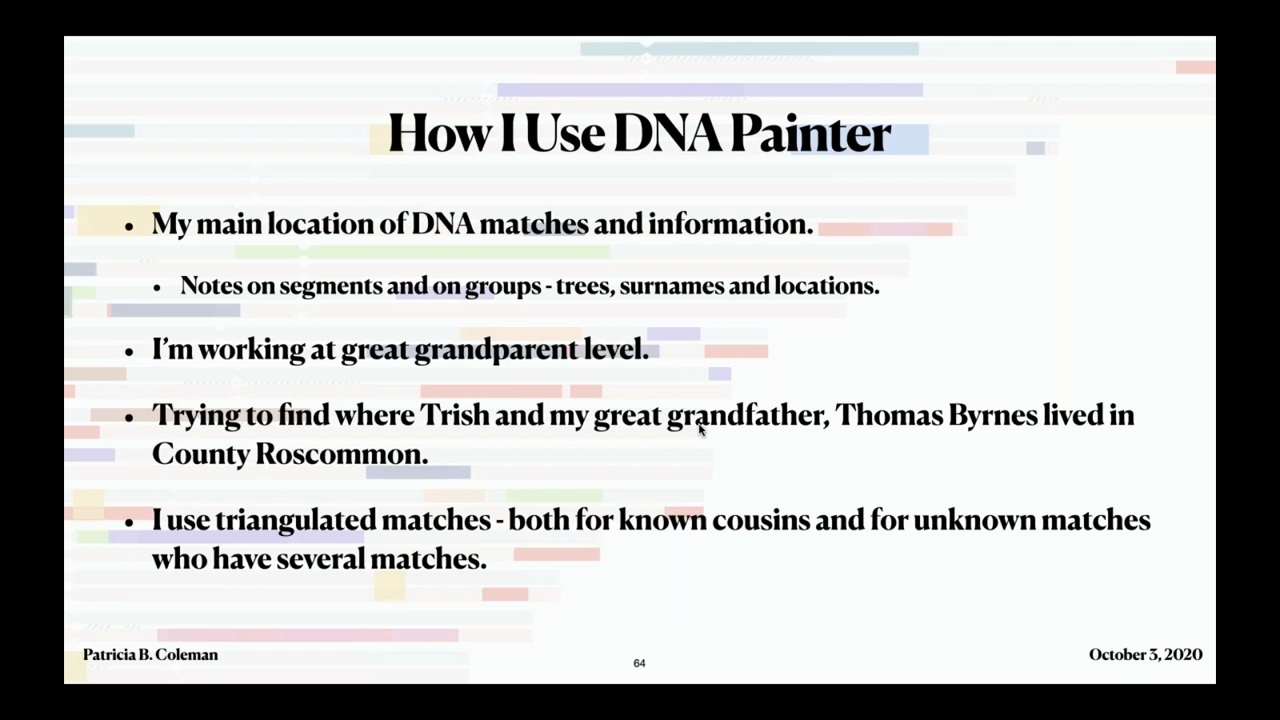 How I Use DNA Painter
• My main location of DNA matches and information.
• Notes on segments and on groups - trees, surnames and locations.
• I’m working at great grandparent level.
• Trying to find where Trish and my great grandfather, Thomas Byrnes lived in
County Roscommon.
• I use triangulated matches - both for known cousins and for unknown matches
who have several matches.
Patricia B. Coleman
64
October 3, 2020